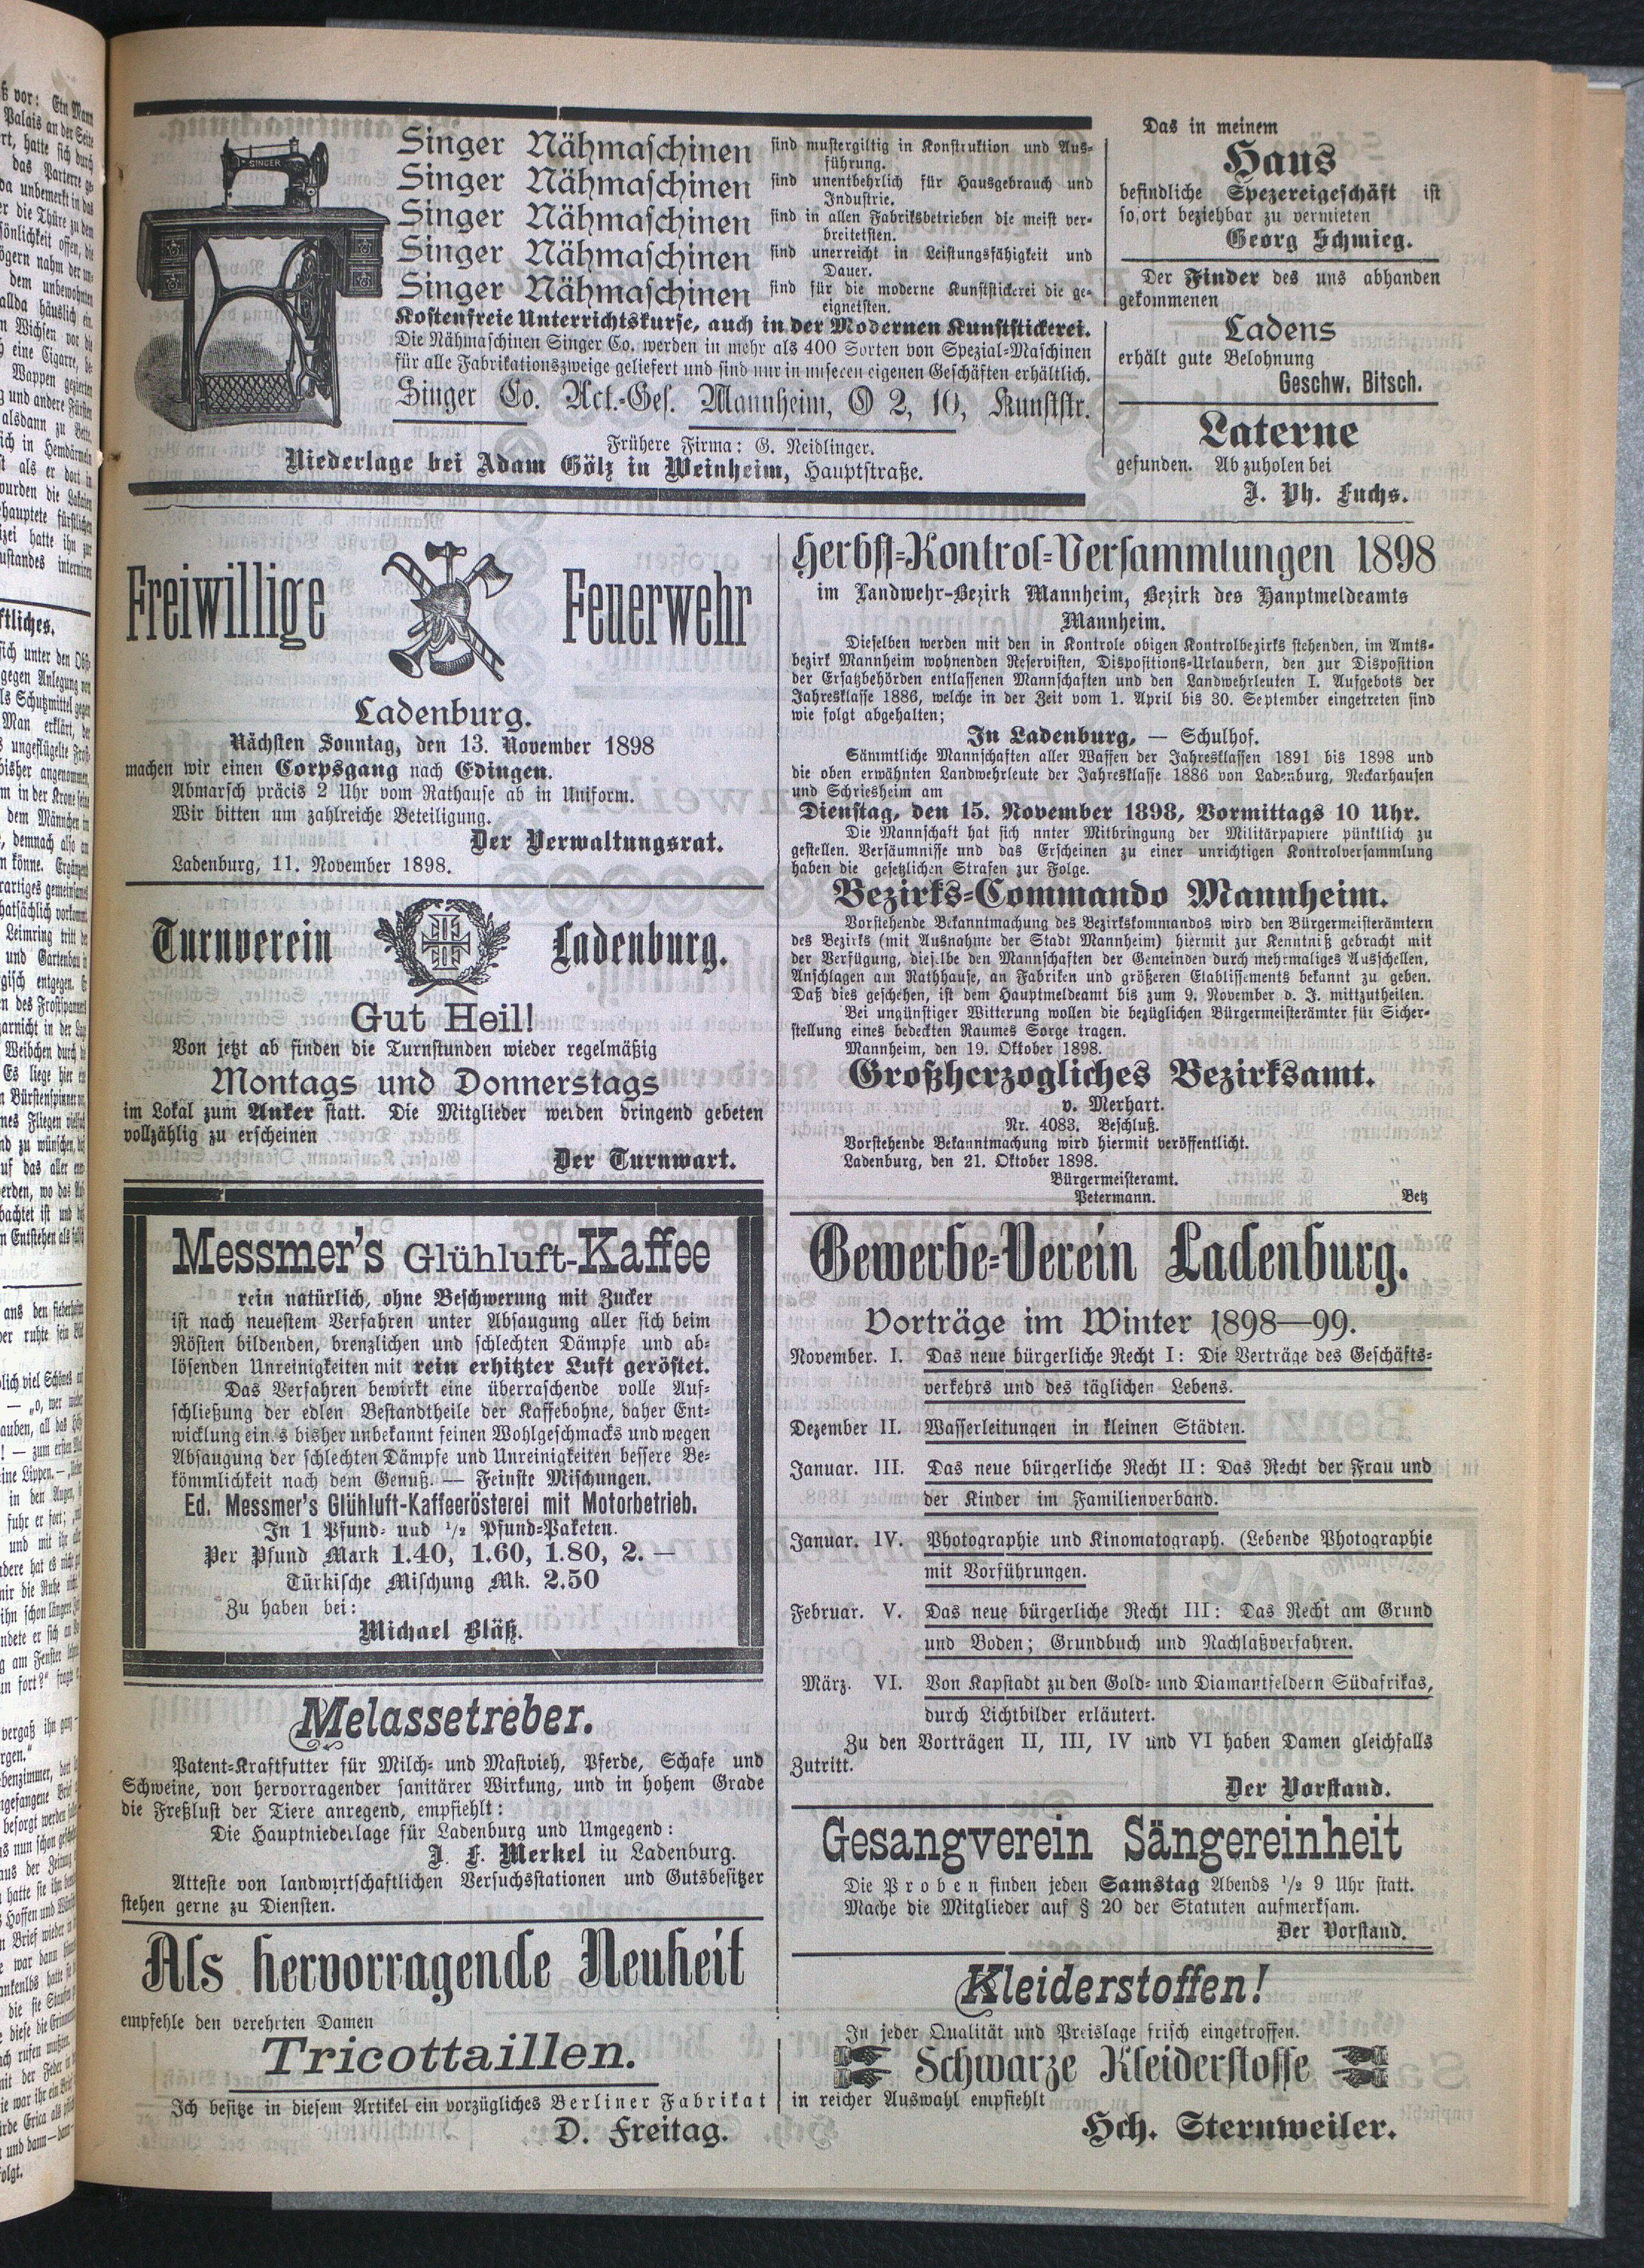 SINGER
Singer Nähmaschinen sind mustergiltig in Konstruktion und Aus-
führung.
Singer Nähmaschinen sind unentbehrlich für Hausgebrauch und
Industrie.
Singer Nähmaschinen sind in allen Fabriksbetrieben die meist ver-
breitetsten.
Singer Nähmaschinen sind unerreicht in Leistungsfähigkeit und
Dauer.
Singer Nähmaschinen sind für die moderne Kunststickerei die ge-
eignetsten.
Kostenfreie Unterrichtskurse, auch in der Modernen Kunststickerei.
Die Nähmaschinen Singer Co. werden in mehr als 400 Sorten von Spezial-Maschinen
für alle Fabrikationszweige geliefert und sind nur in unseren eigenen Geschäften erhältlich.
Singer Co. Act.-Ges. Mannheim, O 2, 10, Kunststr.
Frühere Firma: G. Neidlinger.
Niederlage bei Adam Gölz in Weinheim, Hauptstraße.
Das in meinem
Haus
befindliche Spezereigeschäft ist
so,ort beziehbar zu vermieten
Georg Schmieg.
Der Finder des uns abhanden
gekommenen
Ladens
erhält gute Belohnung
Geschw. Bitsch.
Laterne
gefunden. Abzuholen bei
J. Ph. Fuchs.
Freiwillige Feuerwehr
Ladenburg.
Nächsten Sonntag, den 13. November 1898
machen wir einen Corpsgang nach Edingen.
Abmarsch präcis 2 Uhr vom Rathause ab in Uniform.
Wir bitten um zahlreiche Beteiligung.
Der Verwaltungsrat.
Ladenburg, 11. November 1898.
Turnverein Ladenburg.
Gut Heil!
Von jetzt ab finden die Turnstunden wieder regelmäßig
Montags und Donnerstags
im Lokal zum Anker statt. Die Mitglieder werden dringend gebeten
vollzählig zu erscheinen
Der Turnwart.
Messmer's Glühluft-Kaffee
rein natürlich, ohne Beschwerung mit Zucker
ist nach neuestem Verfahren unter Absaugung aller sich beim
Rösten bildenden, brenzlichen und schlechten Dämpfe und ab-
lösenden Unreinigkeiten mit rein erhitzter Luft geröstet.
Das Verfahren bewirkt eine überraschende volle Auf-
schließung der edlen Bestandtheile der Kaffebohne, daher Ent-
wicklung ein s bisher unbekannt feinen Wohlgeschmacks und wegen
Absaugung der schlechten Dämpfe und Unreinigkeiten bessere Be-
kömmlichkeit nach dem Genuß. — Feinste Mischungen.
Ed. Messmer's Glühluft-Kaffeerösterei mit Motorbetrieb.
In 1 Pfund- und 1/2 Pfund-Paketen.
Per Pfund Mark 1.40, 1.60, 1.80, 2.—
Türkische Mischung Mk. 2.50
Zu haben bei:
Michael Bläß.
Melassetreber.
Patent-Kraftfutter für Milch- und Mastvieh, Pferde, Schafe und
Schweine, von hervorragender sanitärer Wirkung, und in hohem Grade
die Freßlust der Tiere anregend, empfiehlt:
Die Hauptniederlage für Ladenburg und Umgegend:
J. F. Merkel in Ladenburg.
Atteste von landwirtschaftlichen Versuchsstationen und Gutsbesitzer
stehen gerne zu Diensten.
Als hervorragende Neuheit
empfehle den verehrten Damen
Tricottaillen.
Ich besitze in diesem Artikel ein vorzügliches Berliner Fabrikat
D. Freitag.
Herbst-Kontrol-Versammlungen 1898
im Landwehr-Bezirk Mannheim, Bezirk des Hauptmeldeamts
Mannheim.
Dieselben werden mit den in Kontrole obigen Kontrolbezirks stehenden, im Amts-
bezirk Mannheim wohnenden Reservisten, Dispositions-Urlaubern, den zur Disposition
der Ersatzbehörden entlassenen Mannschaften und den Landwehrleuten I. Aufgebots der
Jahresklasse 1886, welche in der Zeit vom 1. April bis 30. September eingetreten sind
wie folgt abgehalten;
In Ladenburg, — Schulhof.
Sämmtliche Mannschaften aller Waffen der Jahresklassen 1891 bis 1898 und
die oben erwähnten Landwehrleute der Jahresklasse 1886 von Ladenburg, Neckarhausen
und Schriesheim am
Dienstag, den 15. November 1898, Vormittags 10 Uhr.
Die Mannschaft hat sich nnter Mitbringung der Militärpapiere pünktlich zu
gestellen. Versäumnisse und das Erscheinen zu einer unrichtigen Kontrolversammlung
haben die gesetzlichen Strafen zur Folge.
Bezirks-Commando Mannheim.
Vorstehende Bekanntmachung des Bezirkskommandos wird den Bürgermeisterämtern
des Bezirks (mit Ausnahme der Stadt Mannheim) hiermit zur Kenntniß gebracht mit
der Verfügung, dieselbe den Mannschaften der Gemeinden durch mehrmaliges Ausschellen,
Anschlagen am Rathhause, an Fabriken und größeren Etablissements bekannt zu geben.
Daß dies geschehen, ist dem Hauptmeldeamt bis zum 9. November d. J. mittzutheilen.
Bei ungünstiger Witterung wollen die bezüglichen Bürgermeisterämter für Sicher-
stellung eines bedeckten Raumes Sorge tragen.
Mannheim, den 19. Oktober 1898.
Großherzogliches Bezirksamt.
v. Merhart.
Nr. 4083. Beschluß.
Vorstehende Bekanntmachung wird hiermit veröffentlicht.
Ladenburg, den 21. Oktober 1898.
Bürgermeisteramt.
Petermann. Betz
Gewerbe-Verein Ladenburg.
Vorträge im Winter 1898—99.
November. I. Das neue bürgerliche Recht I: Die Verträge des Geschäfts-
verkehrs und des täglichen Lebens.
Dezember II. Wasserleitungen in kleinen Städten.
Januar. III. Das neue bürgerliche Recht II: Das Recht der Frau und
der Kinder im Familienverband.
Januar. IV. Photographie und Kinomatograph. (Lebende Photographie
mit Vorführungen.
Februar. V. Das neue bürgerliche Recht III: Das Recht am Grund
und Boden; Grundbuch und Nachlaßverfahren.
März. VI. Von Kapstadt zu den Gold- und Diamantfeldern Südafrikas,
durch Lichtbilder erläutert.
Zu den Vorträgen II, III, IV und VI haben Damen gleichfalls
Zutritt.
Der Vorstand.
Gesangverein Sängereinheit
Die Proben finden jeden Samstag Abends 1/2 9 Uhr statt.
Mache die Mitglieder auf § 20 der Statuten aufmerksam.
Der Vorstand.
Kleiderstoffen!
In jeder Qualität und Preislage frisch eingetroffen.
Schwarze Kleiderstoffe
in reicher Auswahl empfiehlt
Hch. Sternweiler.